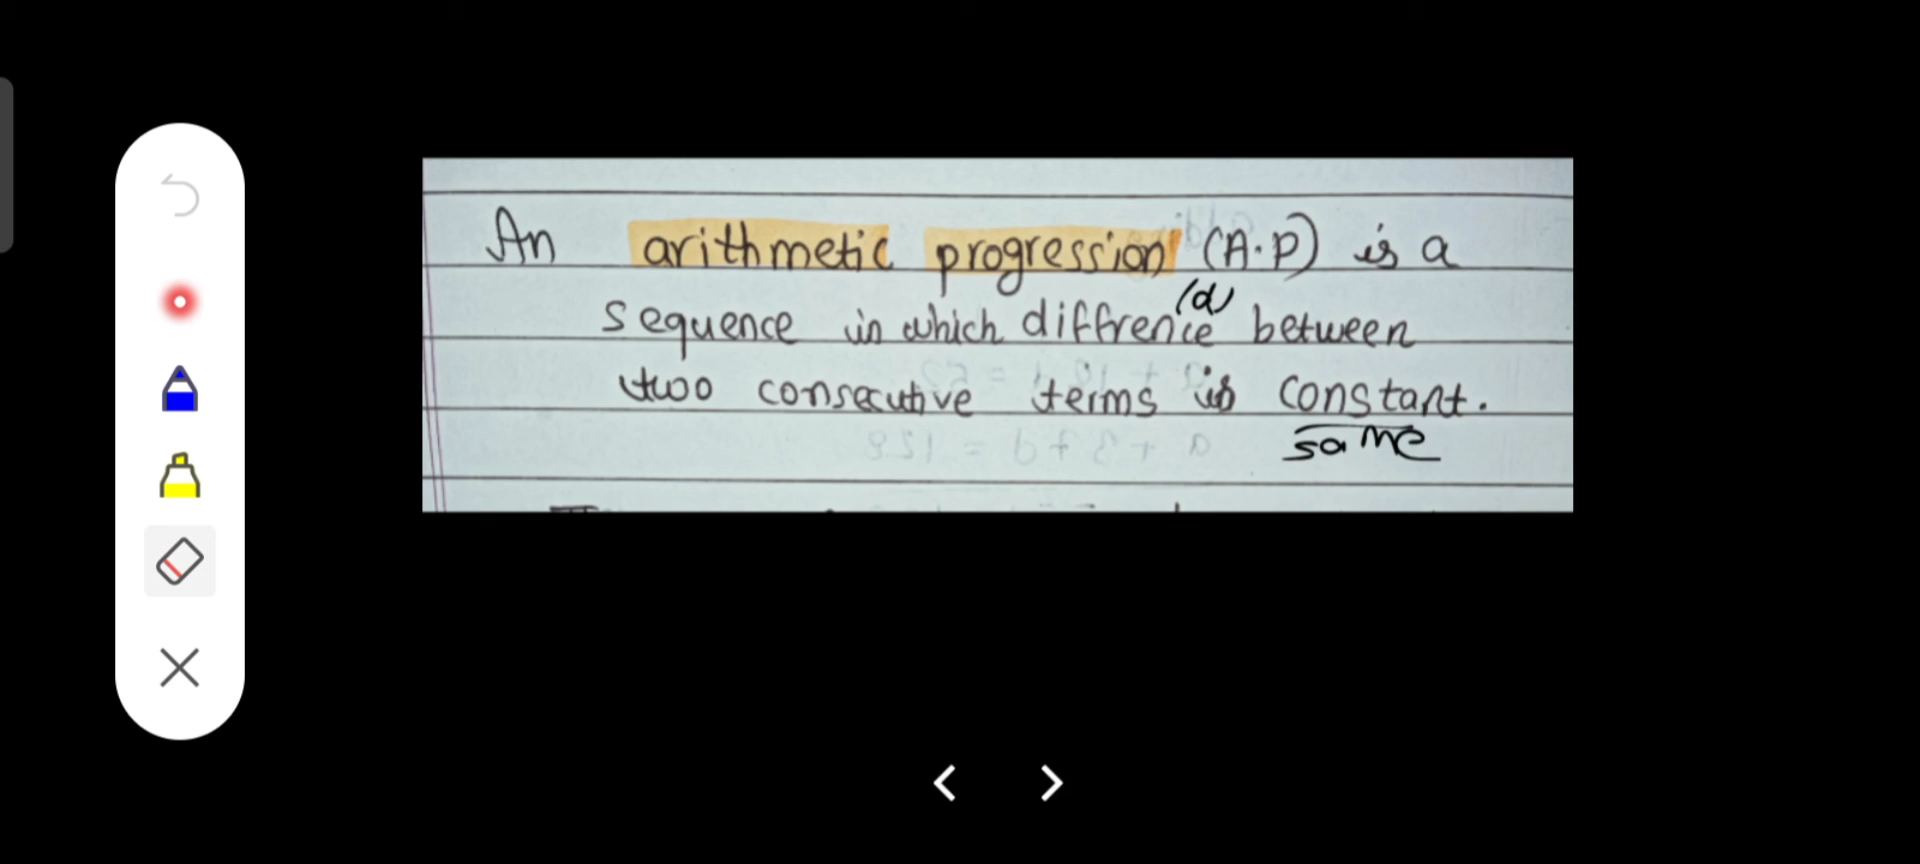 An arithmetic progression (A.P) is a
(d)
sequence in which diffrence between
two consecutive terms is constant.
same